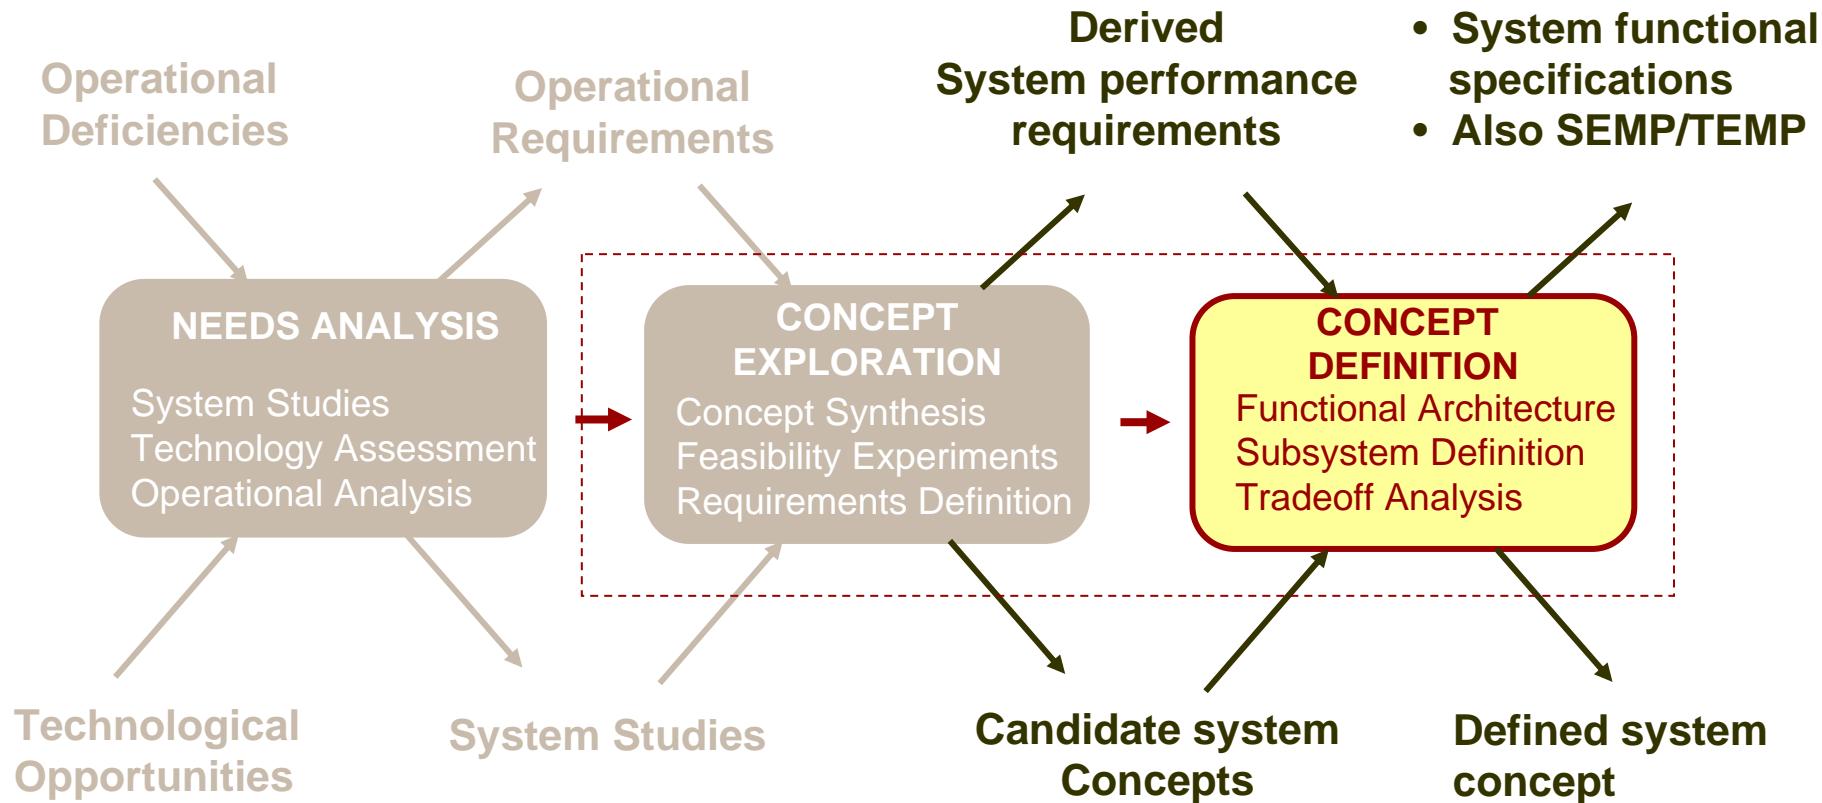 Operational
Deficiencies
Operational
Requirements
Derived
System performance
requirements
• System functional
specifications
• Also SEMP/TEMP
NEEDS ANALYSIS
System Studies
Technology Assessment
Operational Analysis
CONCEPT
EXPLORATION
Concept Synthesis
Feasibility Experiments
Requirements Definition
CONCEPT
DEFINITION
Functional Architecture
Subsystem Definition
Tradeoff Analysis
Technological
Opportunities
System Studies
Candidate system
Concepts
Defined system
concept